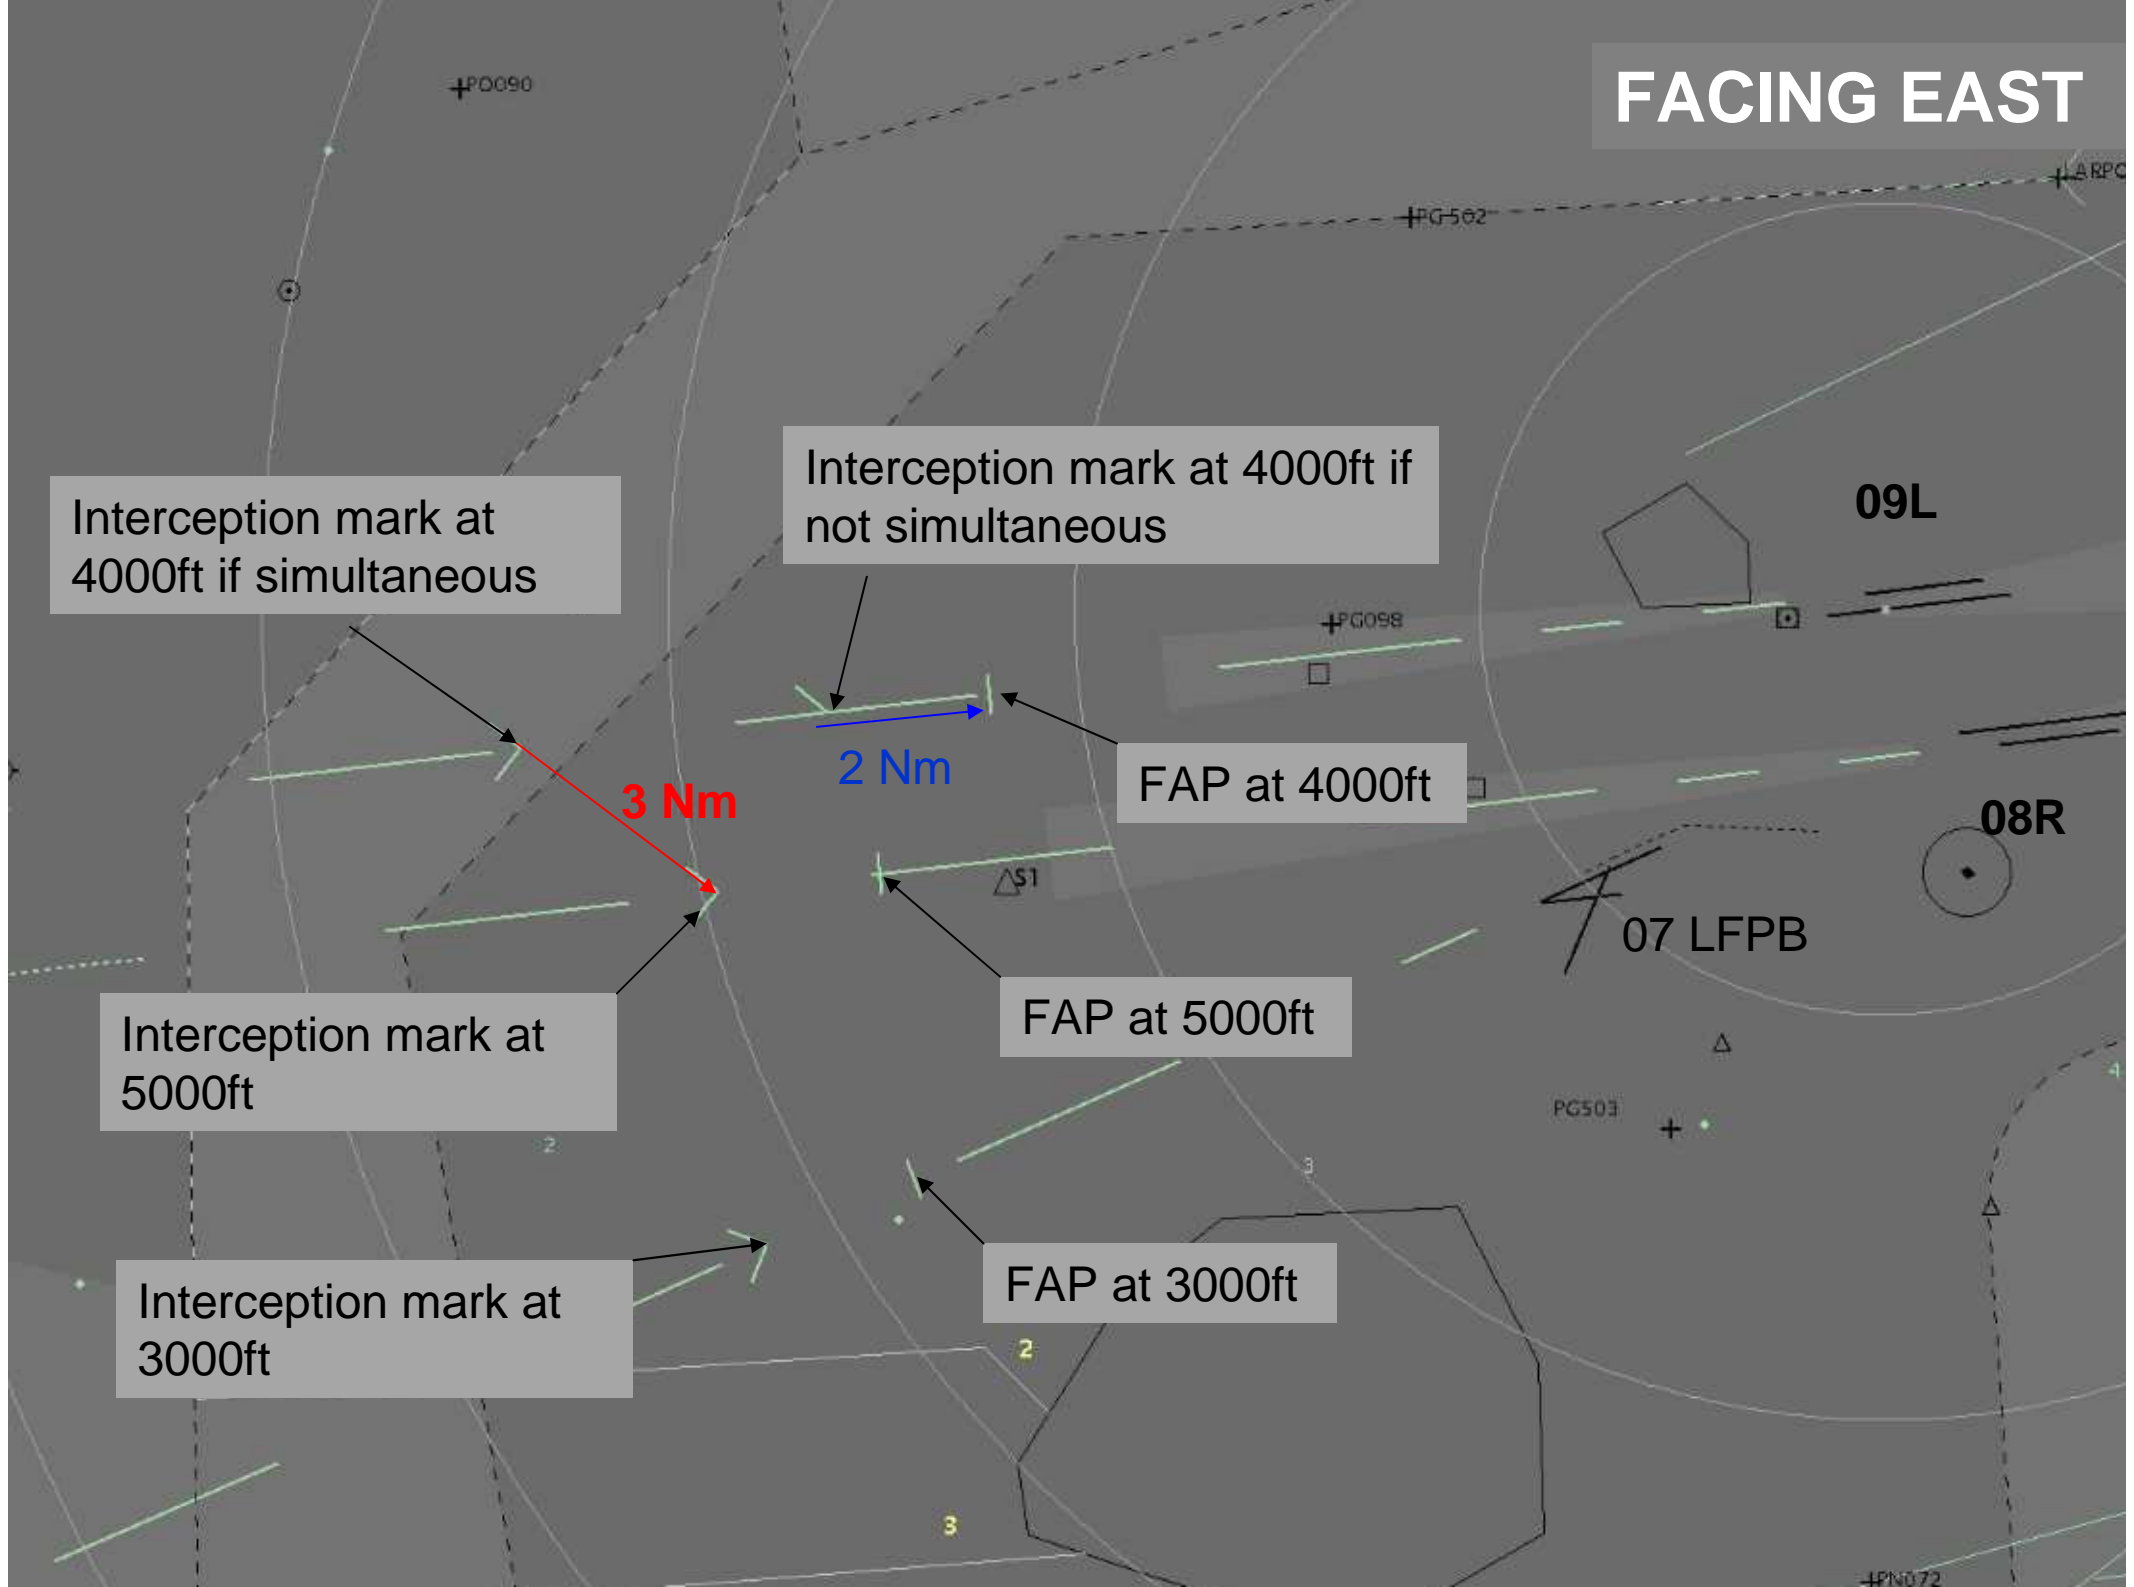 FACING EAST
PO090
LARPO
PG502
Interception mark at 4000ft if
not simultaneous
Interception mark at
4000ft if simultaneous
09L
PG098
2 Nm
FAP at 4000ft
3 Nm
08R
S1
07 LFPB
FAP at 5000ft
Interception mark at
5000ft
4
PG503
2
3
FAP at 3000ft
Interception mark at
3000ft
2
3
PN072